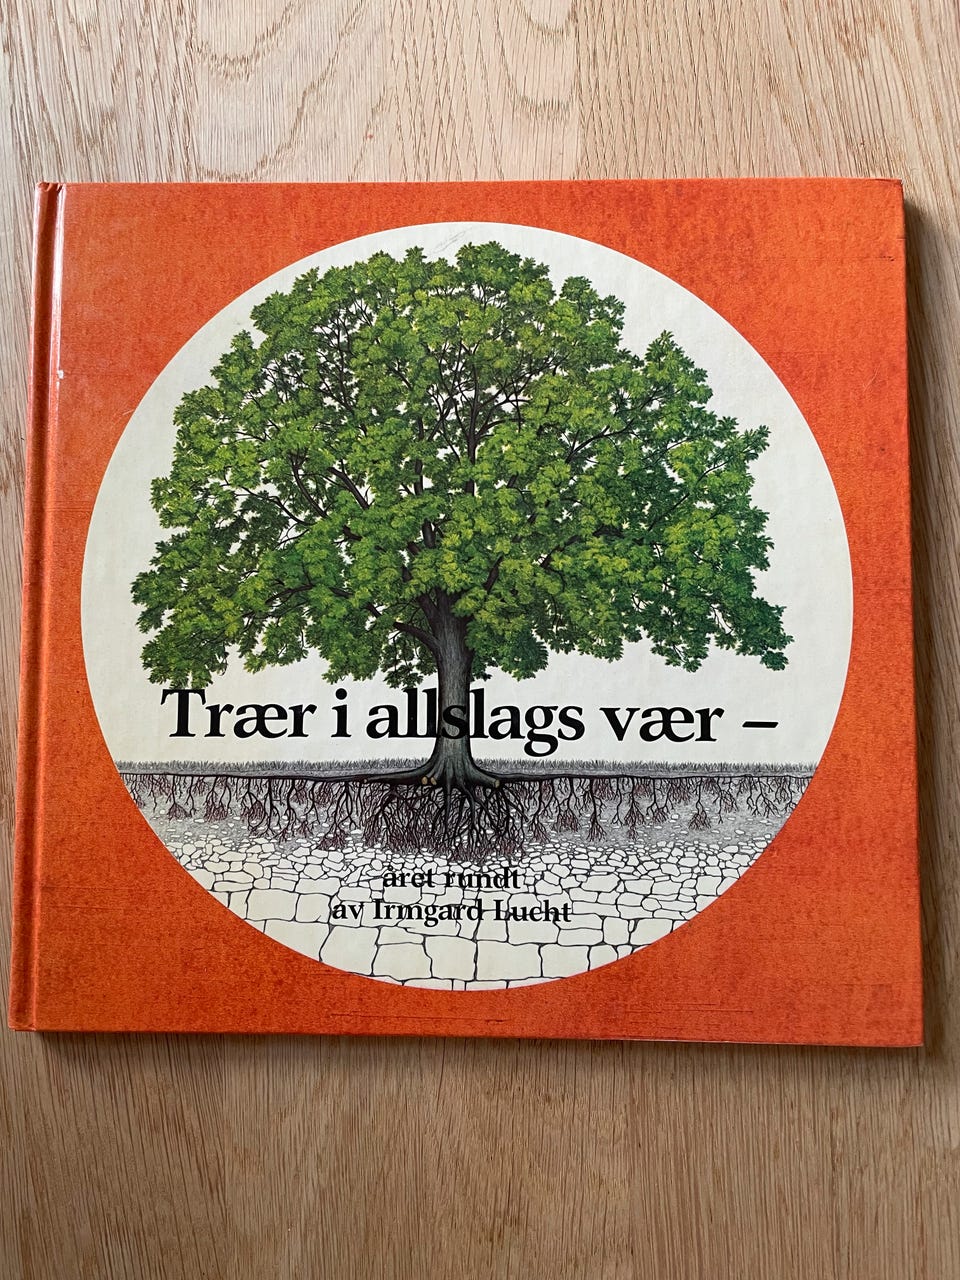 Trær i allslags vær –
året rundt
av Irmgard Lucht